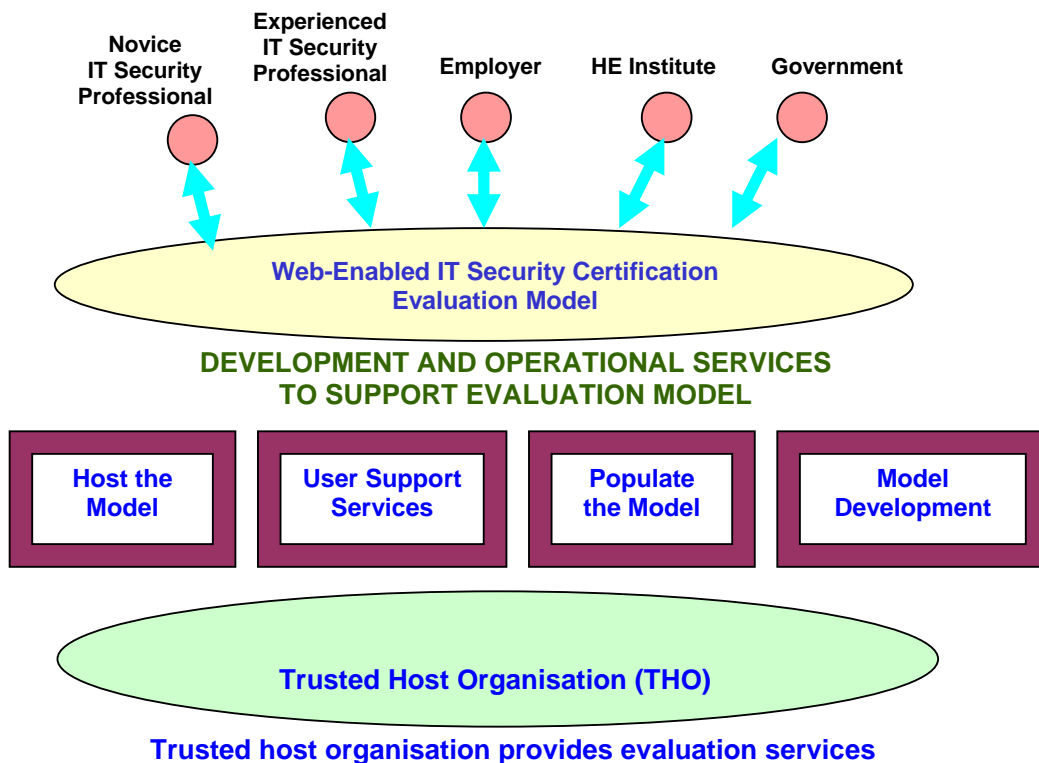 Novice
IT Security
Professional
Experienced
IT Security
Professional
Employer
HE Institute
Government
Web-Enabled IT Security Certification
Evaluation Model
DEVELOPMENT AND OPERATIONAL SERVICES
TO SUPPORT EVALUATION MODEL
Host the
Model
User Support
Services
Populate
the Model
Model
Development
Trusted Host Organisation (THO)
Trusted host organisation provides evaluation services